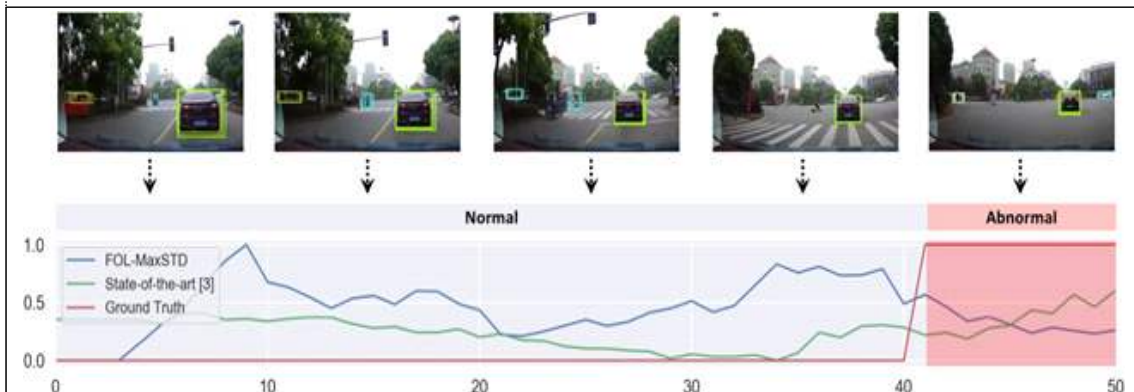 Normal Abnormal
1.0
FOL-MaxSTD
State-of-the-art [3]
0.5
Ground Truth
0.0
0 10 20 30 40 50